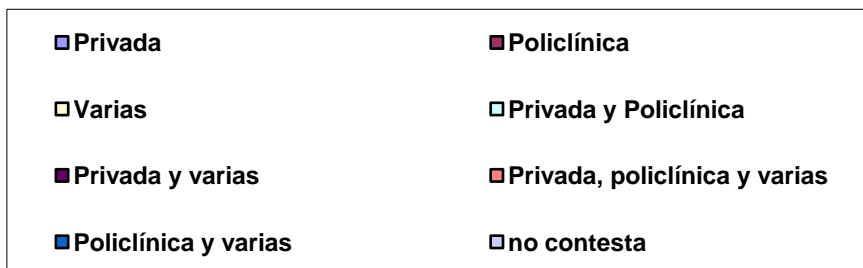 Privada Policlínica
Varias Privada y Policlínica
Privada y varias Privada, policlínica y varias
Policlínica y varias no contesta